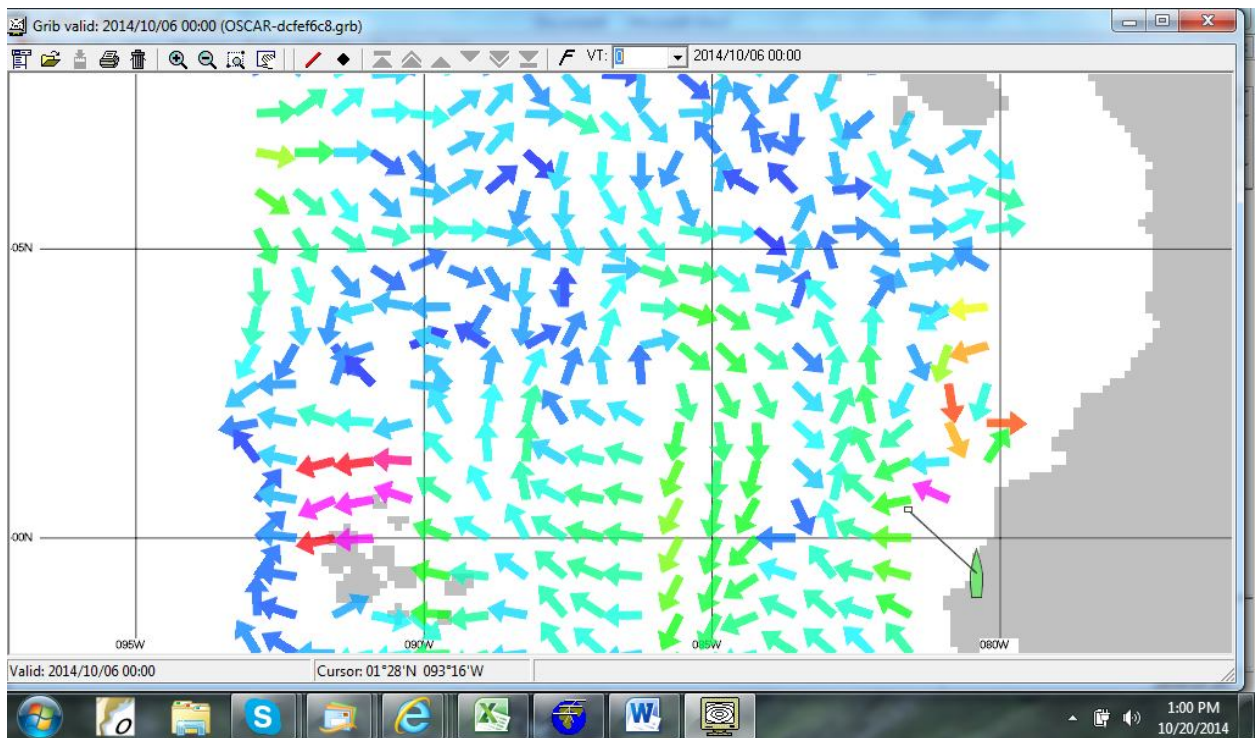 Grib valid: 2014/10/06 00:00 (OSCAR-dcfeff6c8.grb)
F VT: 0 2014/10/06 00:00
05N
00N
095W 090W 085W 080W
Valid: 2014/10/06 00:00 Cursor: 01°28'N 093°16'W
1:00 PM
10/20/2014